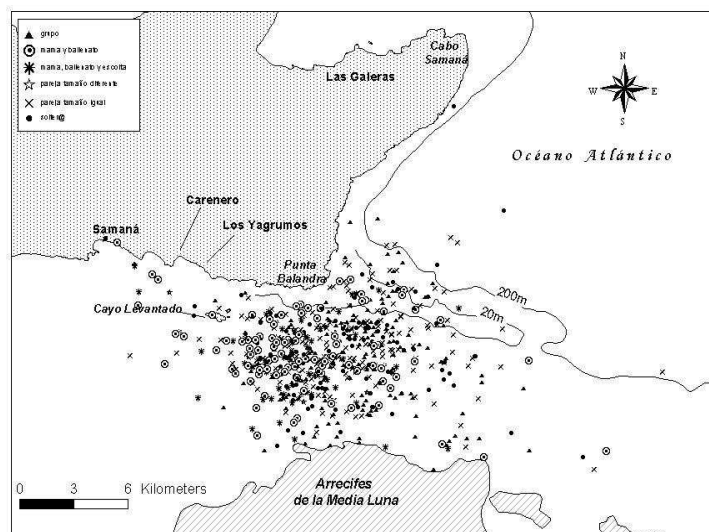 grupo
mama y ballenato
mama, ballenato y escolta
pareja tamaño diferente
pareja tamaño igual
solter@
Cabo
Samaná
Las Galeras
N
W E
S
Océano Atlántico
Carenero
Samaná
Los Yagrumos
Punta
Balandra
Cayo Levantado
200m
20m
0 3 6 Kilometers
Arrecifes
de la Media Luna